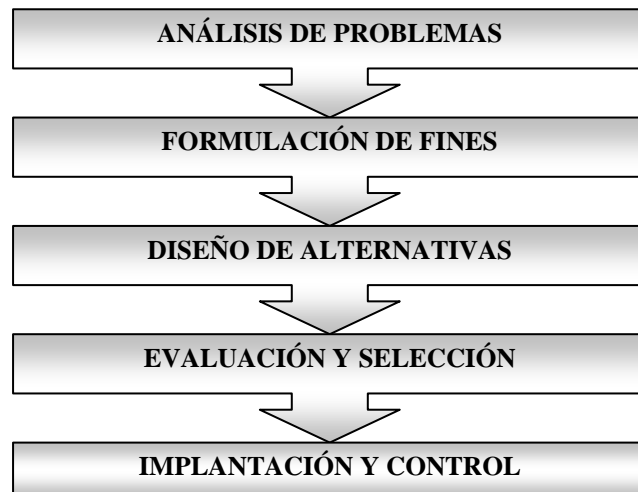 ANÁLISIS DE PROBLEMAS
FORMULACIÓN DE FINES
DISEÑO DE ALTERNATIVAS
EVALUACIÓN Y SELECCIÓN
IMPLANTACIÓN Y CONTROL